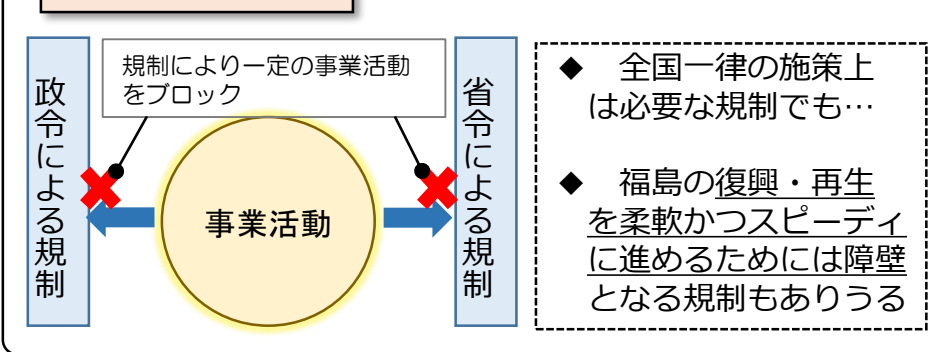 規制により一定の事業活動
をブロック
政令による規制
事業活動
省令による規制
◆　全国一律の施策上
は必要な規制でも…
◆　福島の復興・再生
を柔軟かつスピーディ
に進めるためには障壁
となる規制もありうる